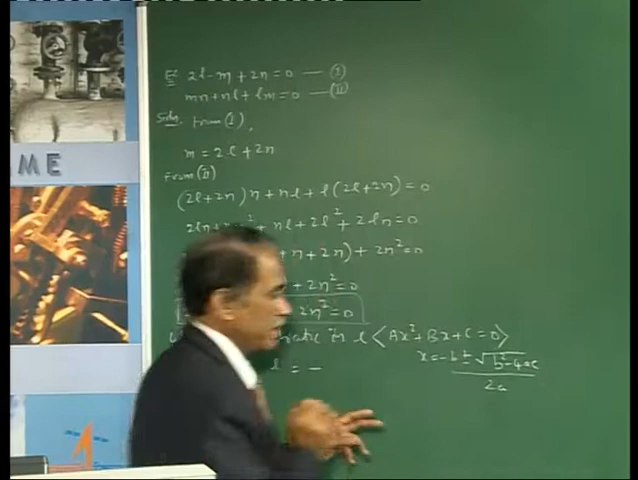 Ex 2l-m+2n=0 — (I)
mn+nl+lm=0 — (II)
Soln. From (I),
m = 2l+2n
From (II)
(2l+2n)n+nl+l(2l+2n)=0
2ln+2n²+nl+2l²+2ln=0
+n+2n)+2n²=0
+2n²=0
2n²=0
in l <Ax²+Bx+C=0>
x=-b±√b²-4ac
2a
l = -
ME